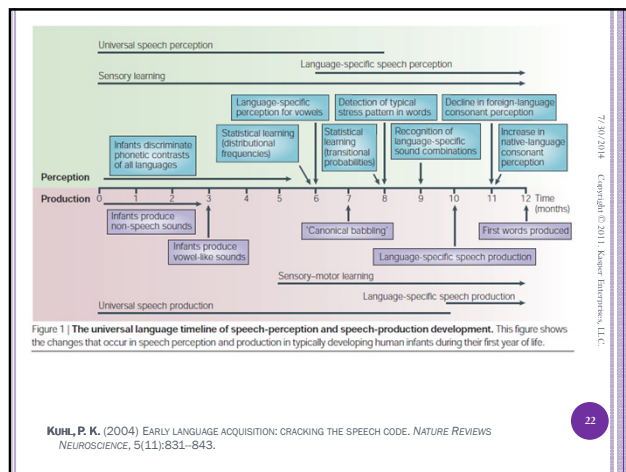 Universal speech perception
Language-specific speech perception
Sensory learning
Language-specific
perception for vowels
Detection of typical
stress pattern in words
Decline in foreign-language
consonant perception
Statistical learning
(distributional
frequencies)
Statistical
learning
(transitional
probabilities)
Recognition of
language-specific
sound combinations
Increase in
native-language
consonant
perception
Infants discriminate
phonetic contrasts
of all languages
Perception
Production 0 1 2 3 4 5 6 7 8 9 10 11 12 Time
(months)
Infants produce
non-speech sounds
Infants produce
vowel-like sounds
'Canonical babbling'
First words produced
Language-specific speech production
Sensory–motor learning
Language-specific speech production
Universal speech production
Figure 1 | The universal language timeline of speech-perception and speech-production development. This figure shows
the changes that occur in speech perception and production in typically developing human infants during their first year of life.
7/30/2014 Copyright © 2011. Kasper Enterprises, LLC.
22
KUHL, P. K. (2004) EARLY LANGUAGE ACQUISITION: CRACKING THE SPEECH CODE. NATURE REVIEWS
NEUROSCIENCE, 5(11):831–843.